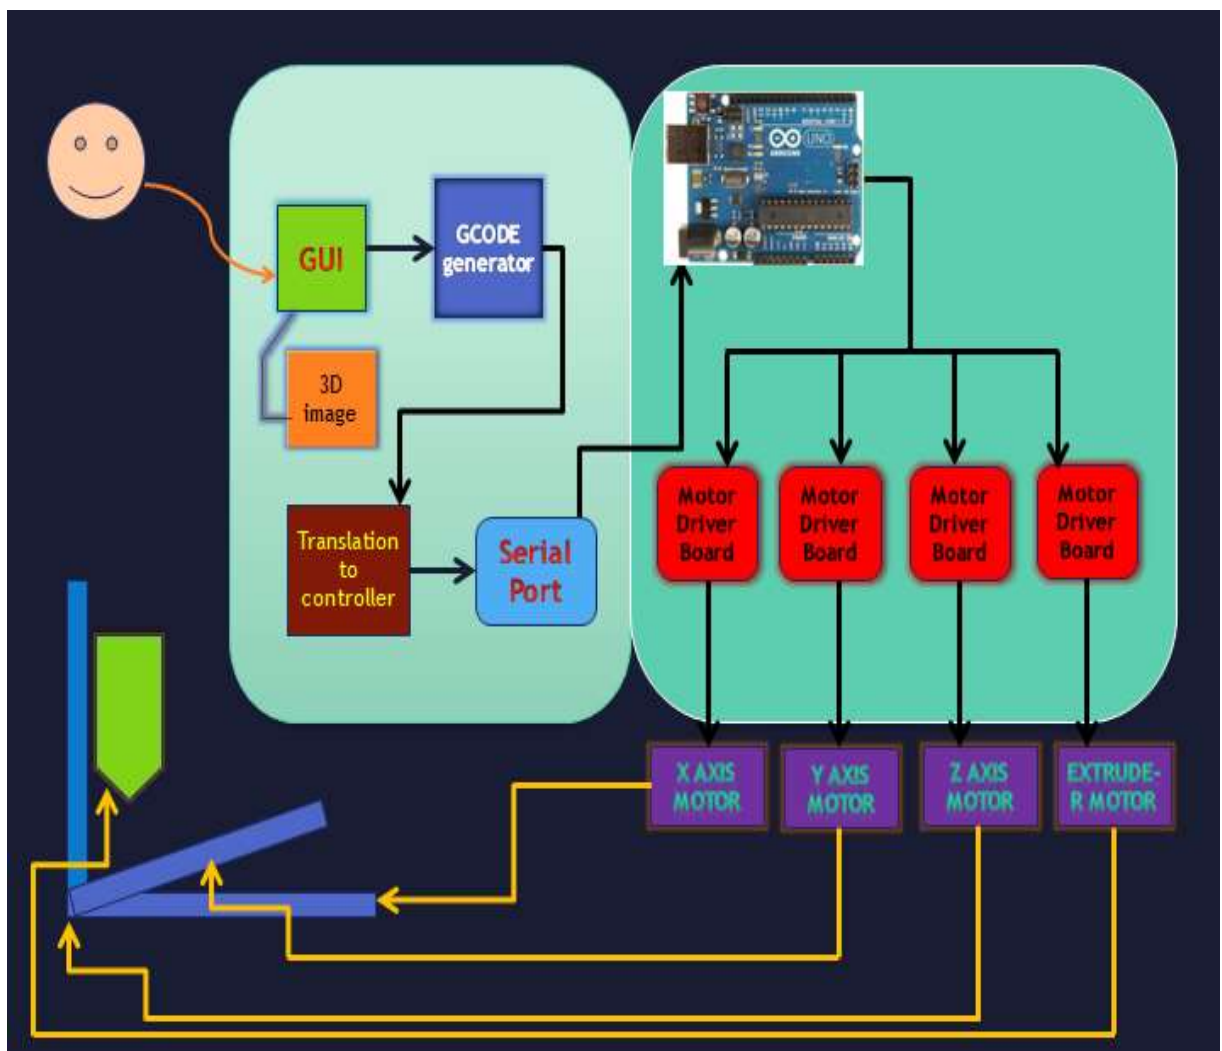 GUI
GCODE
generator
3D
image
Translation
to
controller
Serial
Port
UNO
Motor
Driver
Board
Motor
Driver
Board
Motor
Driver
Board
Motor
Driver
Board
X AXIS
MOTOR
Y AXIS
MOTOR
Z AXIS
MOTOR
EXTRUDE-
R MOTOR